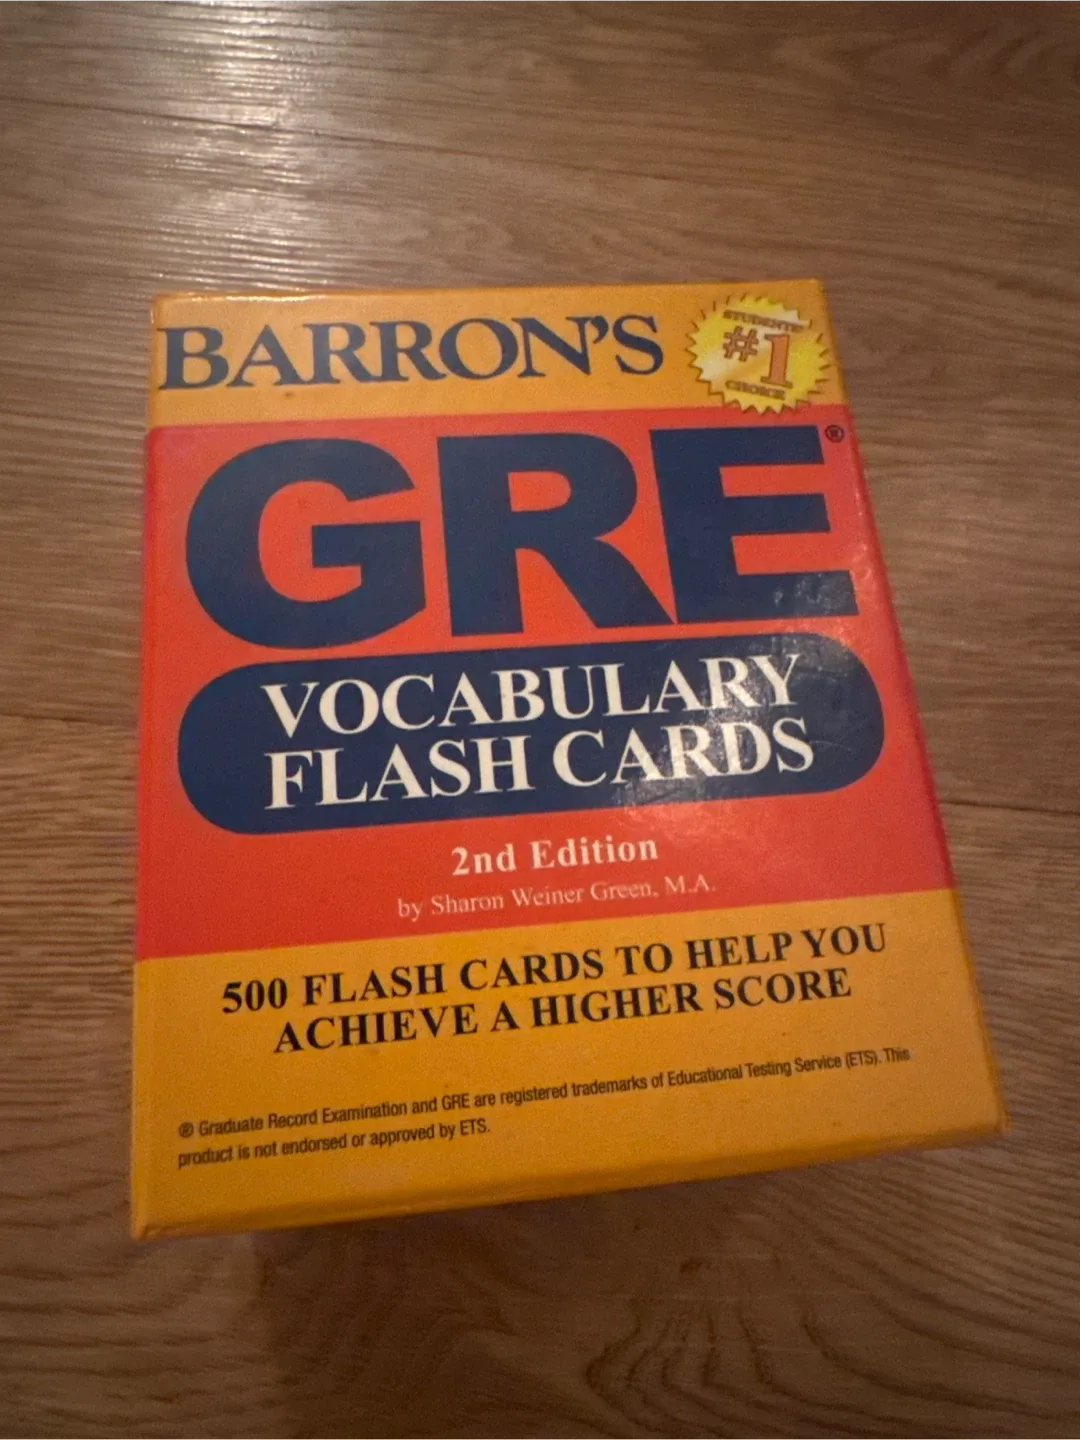 BARRON'S
STUDENTS'
#1
CHOICE
GRE®
VOCABULARY
FLASH CARDS
2nd Edition
by Sharon Weiner Green, M.A.
500 FLASH CARDS TO HELP YOU
ACHIEVE A HIGHER SCORE
® Graduate Record Examination and GRE are registered trademarks of Educational Testing Service (ETS). This
product is not endorsed or approved by ETS.